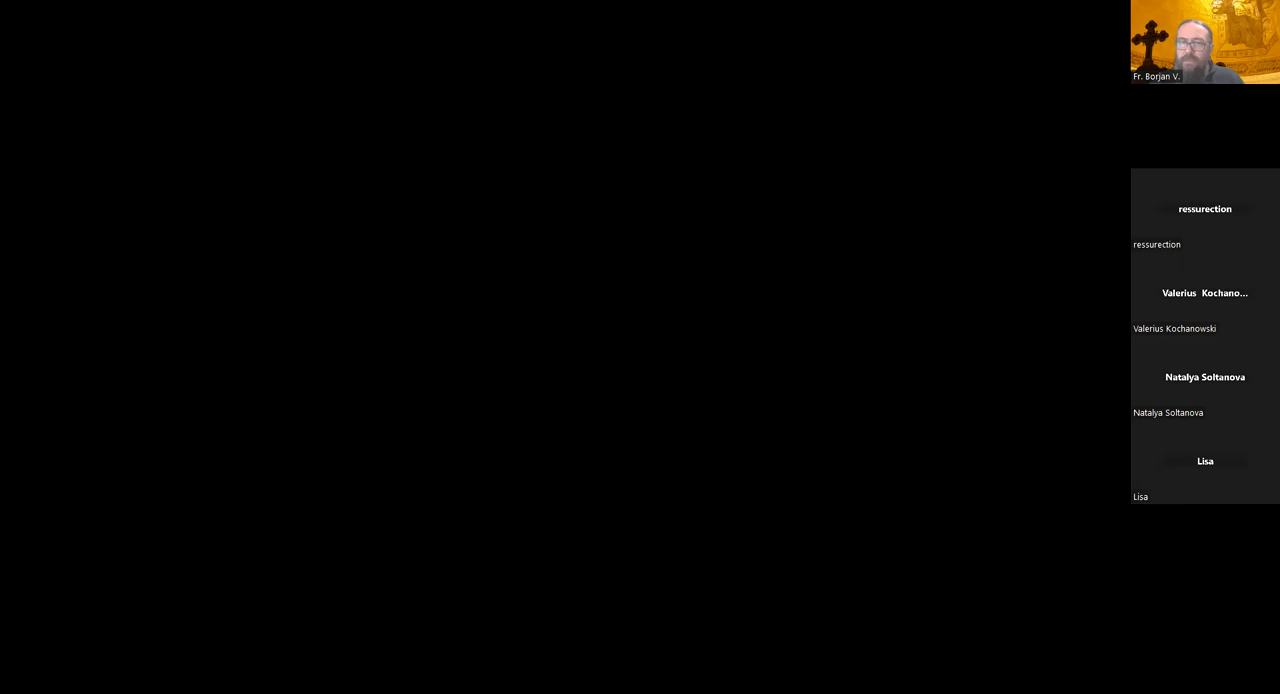 Fr. Borjan V.
ressurection
ressurection
Valerius Kochano...
Valerius Kochanowski
Natalya Soltanova
Natalya Soltanova
Lisa
Lisa